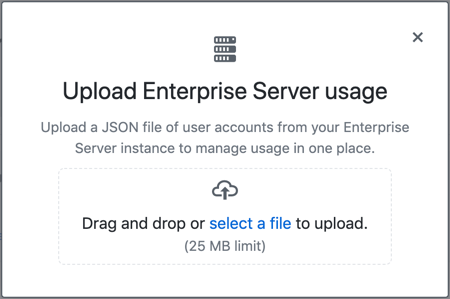 Upload Enterprise Server usage
Upload a JSON file of user accounts from your Enterprise
Server instance to manage usage in one place.
Drag and drop or select a file to upload.
(25 MB limit)